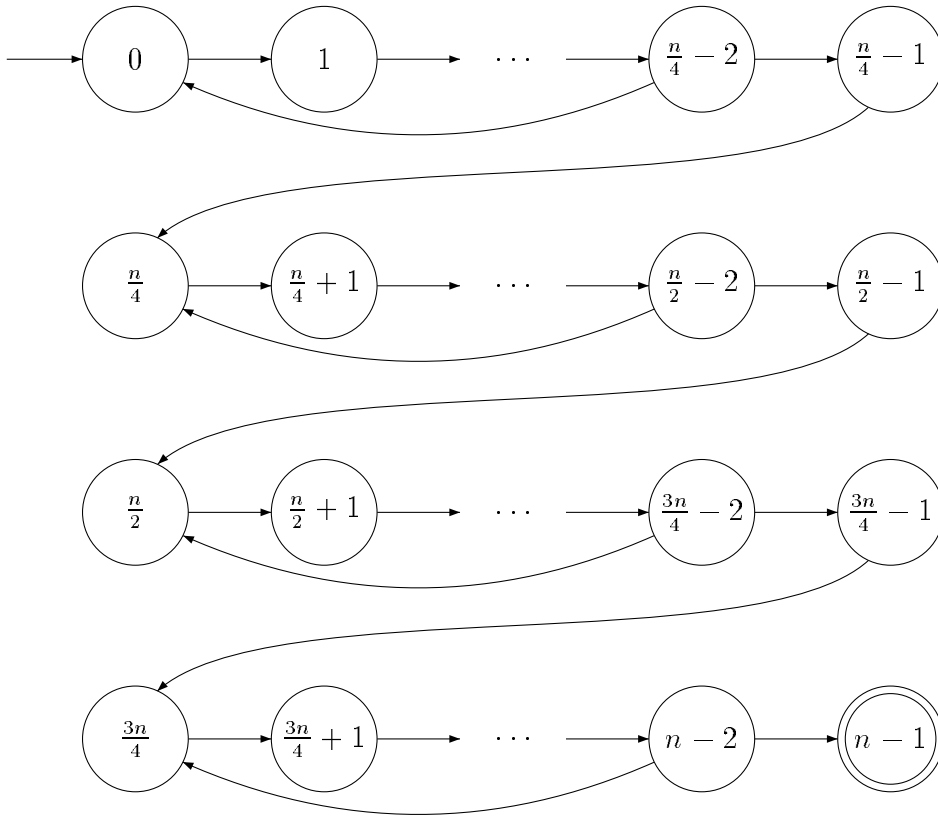 0 1 ··· n/4 − 2 n/4 − 1
n/4 n/4 + 1 ··· n/2 − 2 n/2 − 1
n/2 n/2 + 1 ··· 3n/4 − 2 3n/4 − 1
3n/4 3n/4 + 1 ··· n − 2 n − 1